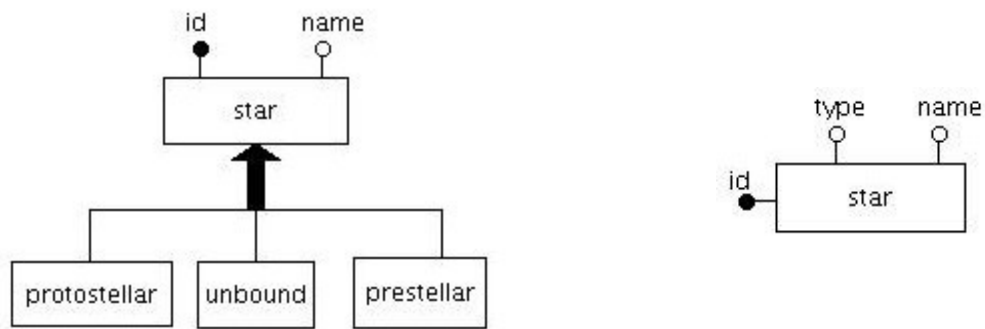 id name
star
protostellar unbound prestellar
type name
id
star